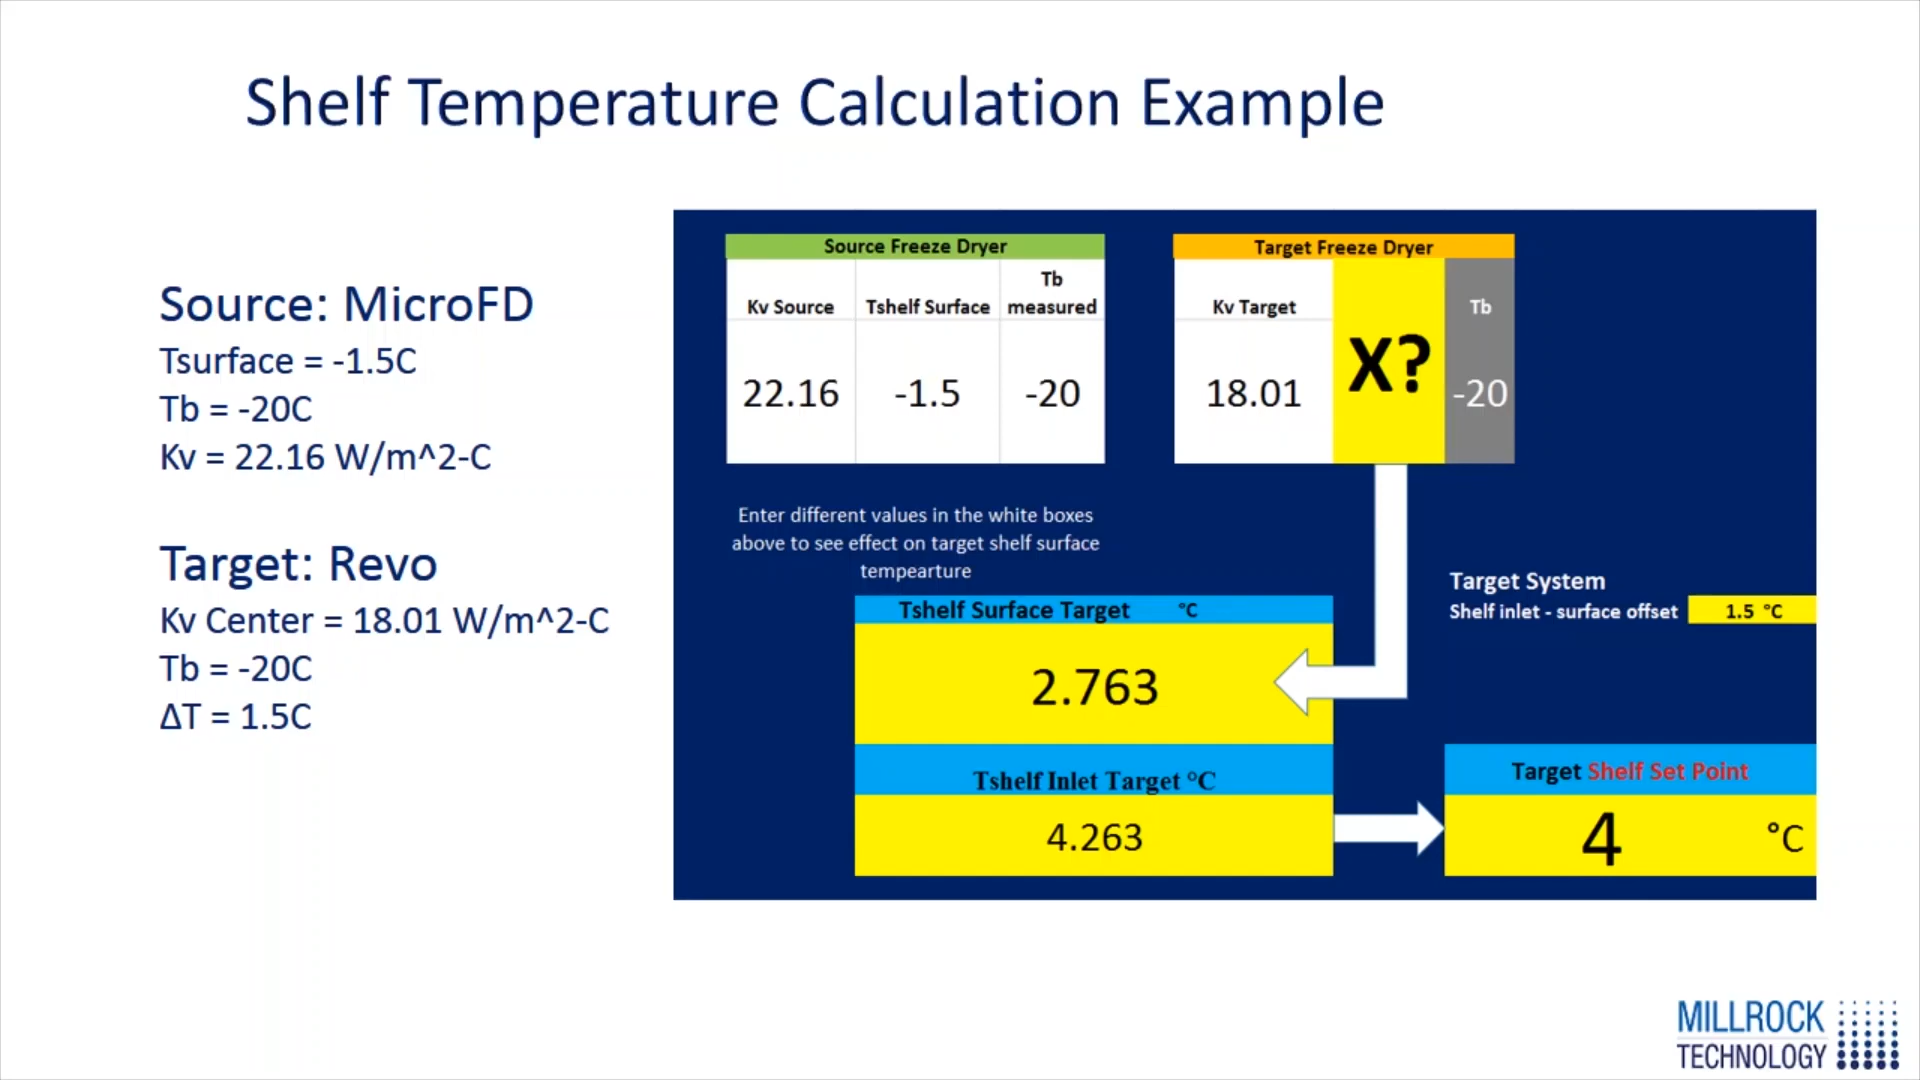 Shelf Temperature Calculation Example
Source: MicroFD
Tsurface = -1.5C
Tb = -20C
Kv = 22.16 W/m^2-C
Target: Revo
Kv Center = 18.01 W/m^2-C
Tb = -20C
ΔT = 1.5C
Source Freeze Dryer
Kv Source
Tshelf Surface
Tb
measured
22.16
-1.5
-20
Target Freeze Dryer
Kv Target
X?
Tb
18.01
-20
Enter different values in the white boxes
above to see effect on target shelf surface
tempearture
Target System
Shelf inlet - surface offset 1.5 °C
Tshelf Surface Target °C
2.763
Tshelf Inlet Target °C
4.263
Target Shelf Set Point
4 °C
MILLROCK
TECHNOLOGY